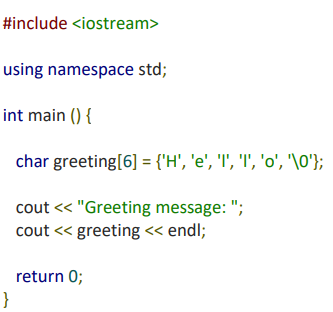 #include <iostream>
using namespace std;
int main () {
char greeting[6] = {'H', 'e', 'l', 'l', 'o', '\0'};
cout << "Greeting message: ";
cout << greeting << endl;
return 0;
}